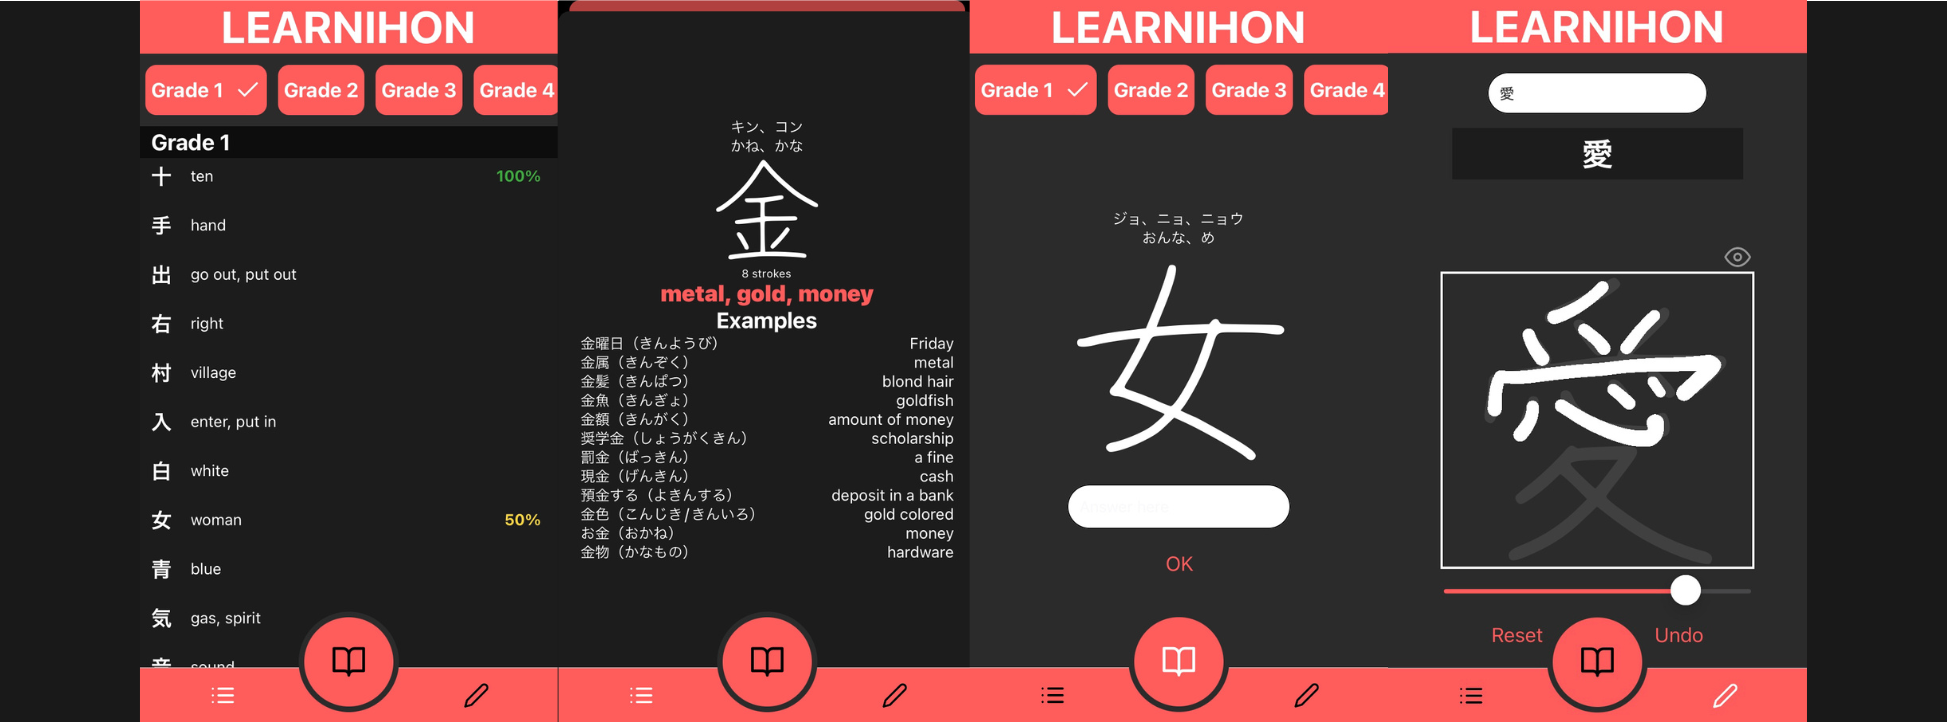 LEARNIHON
Grade 1
Grade 2
Grade 3
Grade 4
Grade 1
十 ten 100%
手 hand
出 go out, put out
右 right
村 village
入 enter, put in
白 white
女 woman 50%
青 blue
気 gas, spirit
音 sound
キン、コン
かね、かな
金
8 strokes
metal, gold, money
Examples
金曜日（きんようび） Friday
金属（きんぞく） metal
金髪（きんぱつ） blond hair
金魚（きんぎょ） goldfish
金額（きんがく） amount of money
奨学金（しょうがくきん） scholarship
罰金（ばっきん） a fine
現金（げんきん） cash
預金する（よきんする） deposit in a bank
金色（こんじき/きんいろ） gold colored
お金（おかね） money
金物（かなもの） hardware
LEARNIHON
Grade 1
Grade 2
Grade 3
Grade 4
ジョ、ニョ、ニョウ
おんな、め
女
OK
LEARNIHON
愛
愛
愛
Reset
Undo